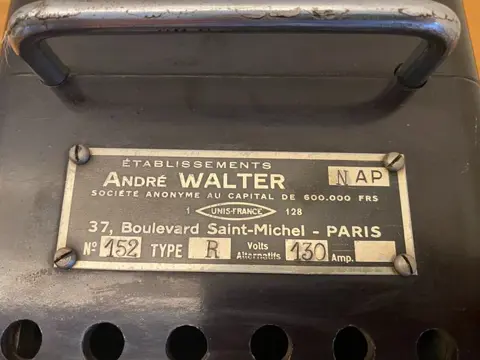 ÉTABLISSEMENTS
ANDRÉ WALTER NAP
SOCIÉTÉ ANONYME AU CAPITAL DE 600.000 FRS
1 UNIS-FRANCE 128
37, Boulevard Saint-Michel - PARIS
Nº 152 TYPE R Volts Alternatifs 130 Amp.